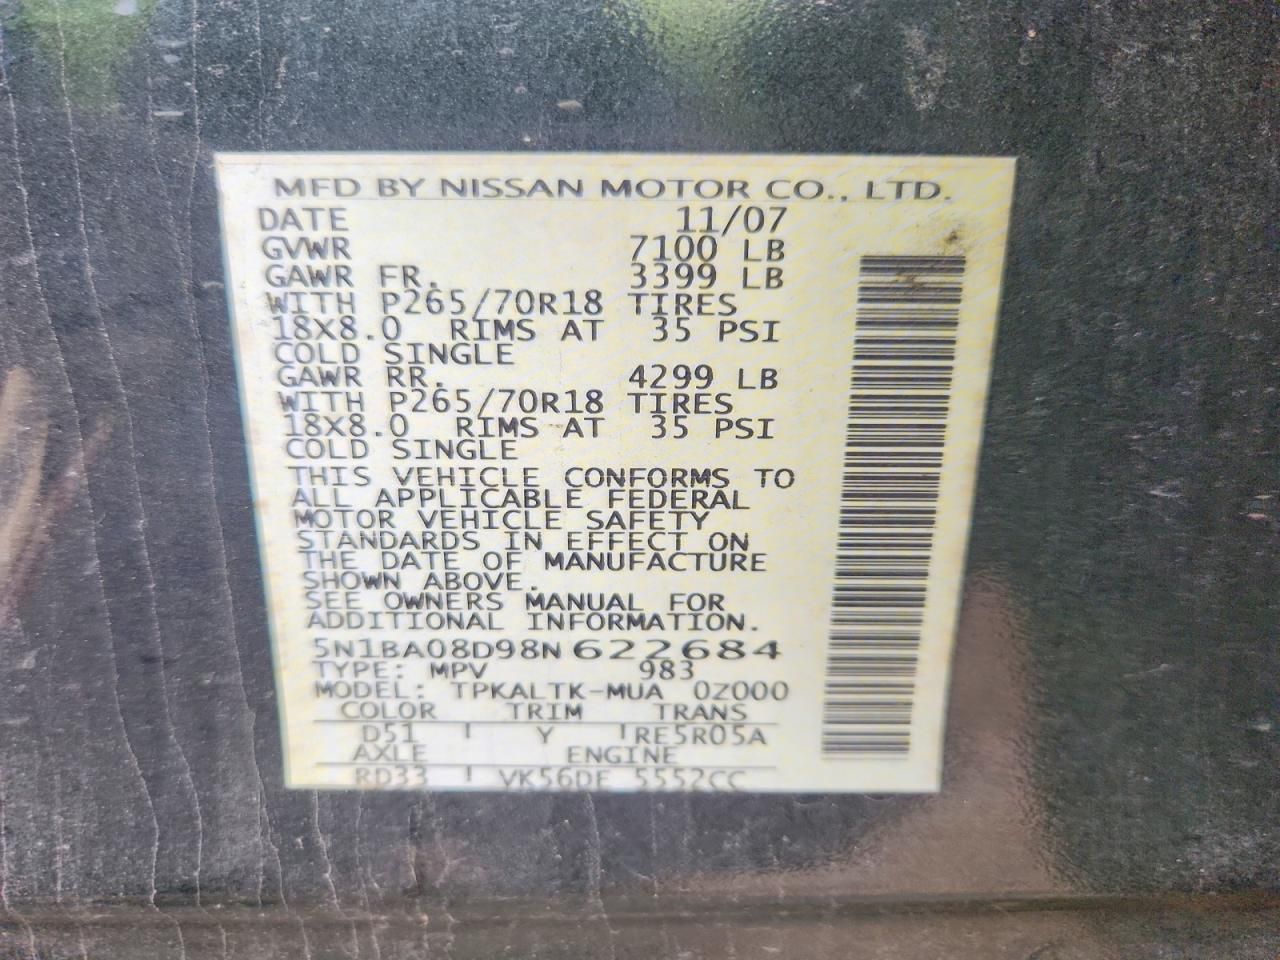 MFD BY NISSAN MOTOR CO., LTD.
DATE 11/07
GVWR 7100 LB
GAWR FR. 3399 LB
WITH P265/70R18 TIRES
18X8.0 RIMS AT 35 PSI
COLD SINGLE
GAWR RR. 4299 LB
WITH P265/70R18 TIRES
18X8.0 RIMS AT 35 PSI
COLD SINGLE
THIS VEHICLE CONFORMS TO
ALL APPLICABLE FEDERAL
MOTOR VEHICLE SAFETY
STANDARDS IN EFFECT ON
THE DATE OF MANUFACTURE
SHOWN ABOVE.
SEE OWNERS MANUAL FOR
ADDITIONAL INFORMATION.
5N1BA08D98N622684
TYPE: MPV 983
MODEL: TPKALTK-MUA 0Z000
COLOR TRIM TRANS
D51 Y RE5R05A
AXLE ENGINE
RD33 VK56DE 5552CC